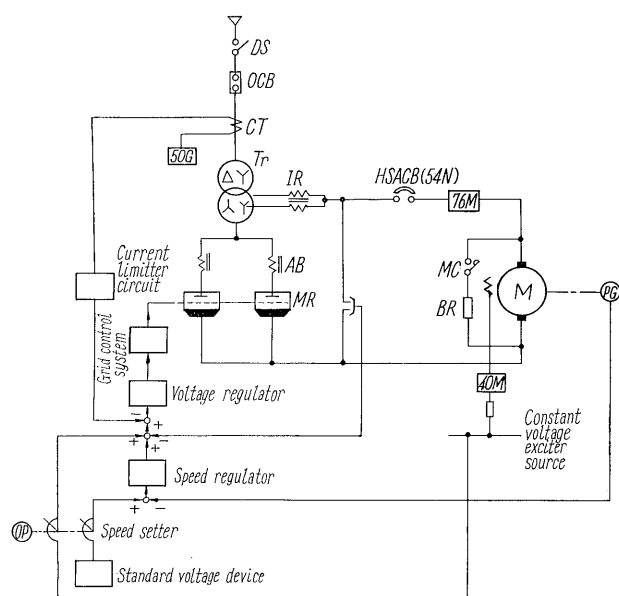 DS
OCB
CT
50G
Tr
IR
HSACB(54N)
76M
Current
limitter
circuit
AB
MC
M
PG
MR
BR
Grid control
system
Voltage regulator
40M
Constant
voltage
exciter
source
− +
+ + −
Speed regulator
+ −
OP
Speed setter
Standard voltage device